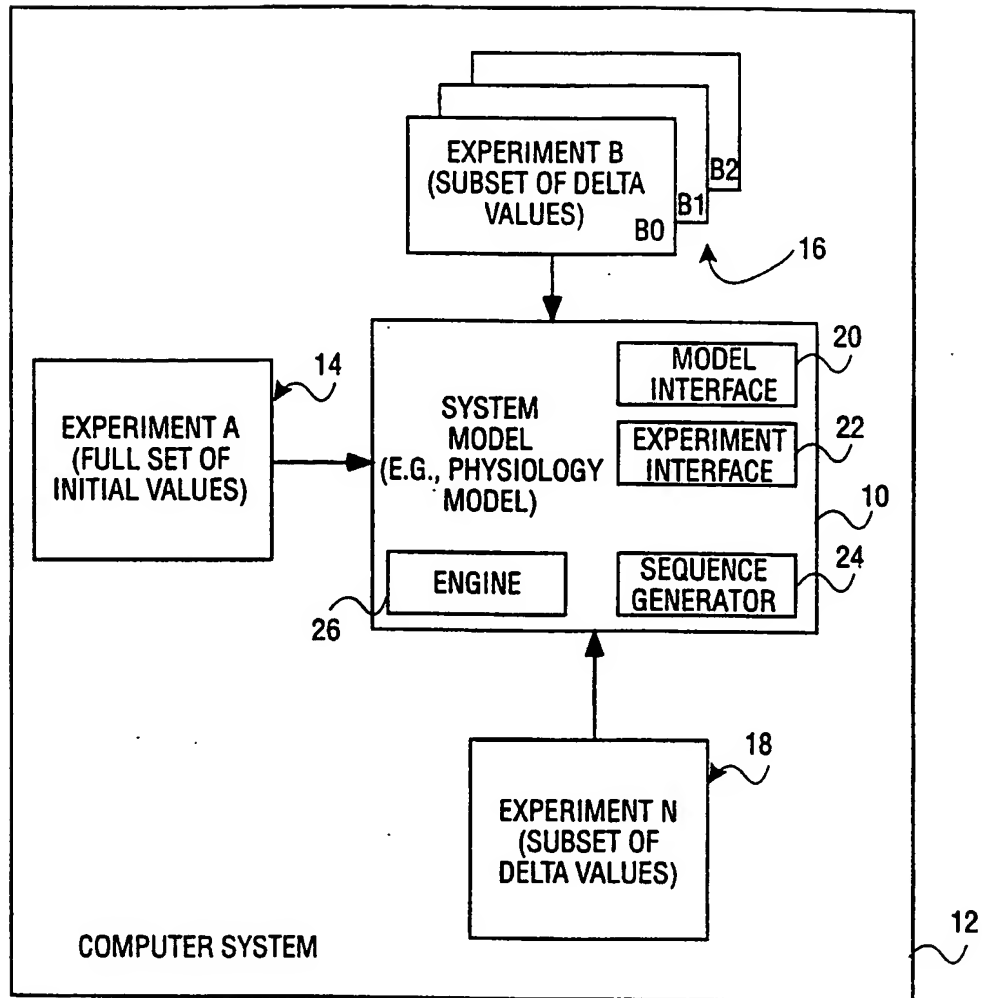 EXPERIMENT B
(SUBSET OF DELTA
VALUES)
B0
B1
B2
16
14
EXPERIMENT A
(FULL SET OF
INITIAL VALUES)
SYSTEM
MODEL
(E.G., PHYSIOLOGY
MODEL)
MODEL
INTERFACE
20
EXPERIMENT
INTERFACE
22
10
ENGINE
26
SEQUENCE
GENERATOR
24
18
EXPERIMENT N
(SUBSET OF
DELTA VALUES)
COMPUTER SYSTEM
12